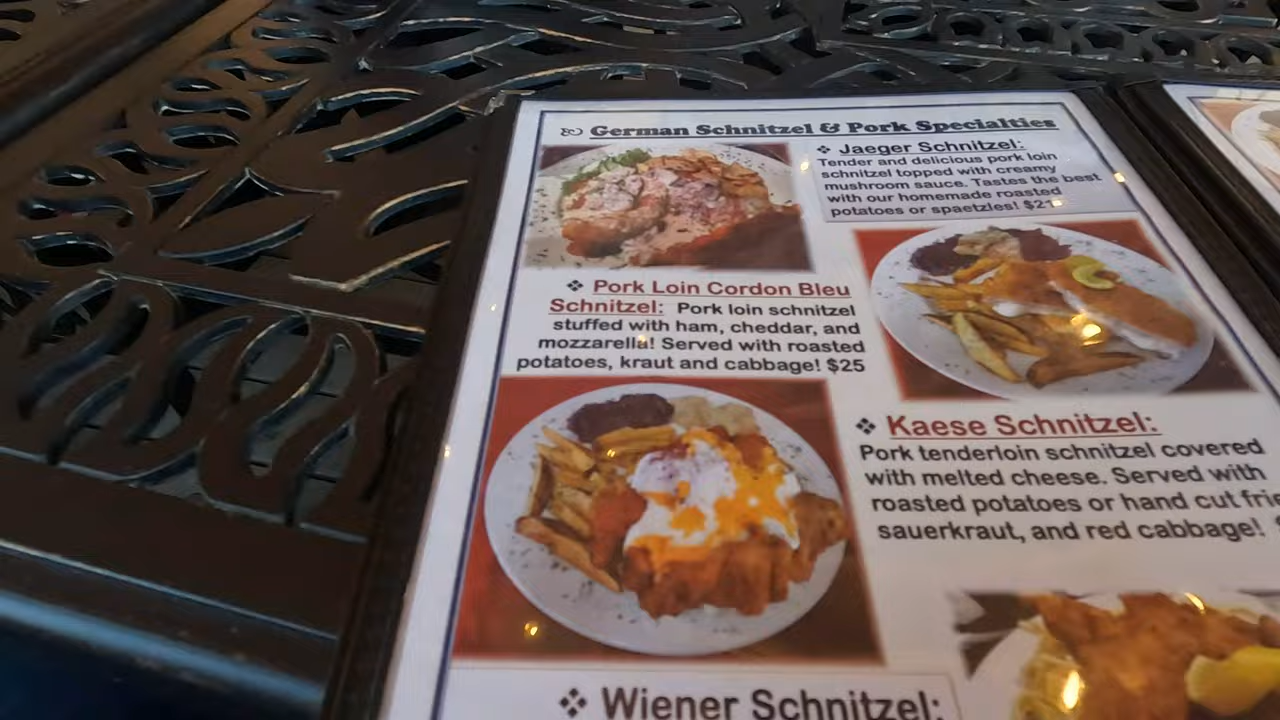 German Schnitzel & Pork Specialties
❖ Jaeger Schnitzel:
Tender and delicious pork loin
schnitzel topped with creamy
mushroom sauce. Tastes the best
with our homemade roasted
potatoes or spaetzles!
❖ Pork Loin Cordon Bleu
Schnitzel: Pork loin schnitzel
stuffed with ham, cheddar, and
mozzarella! Served with roasted
potatoes, kraut and cabbage! $25
❖ Kaese Schnitzel:
Pork tenderloin schnitzel covered
with melted cheese. Served with
roasted potatoes or hand cut
sauerkraut, and red cabbage!
❖ Wiener Schnitzel: